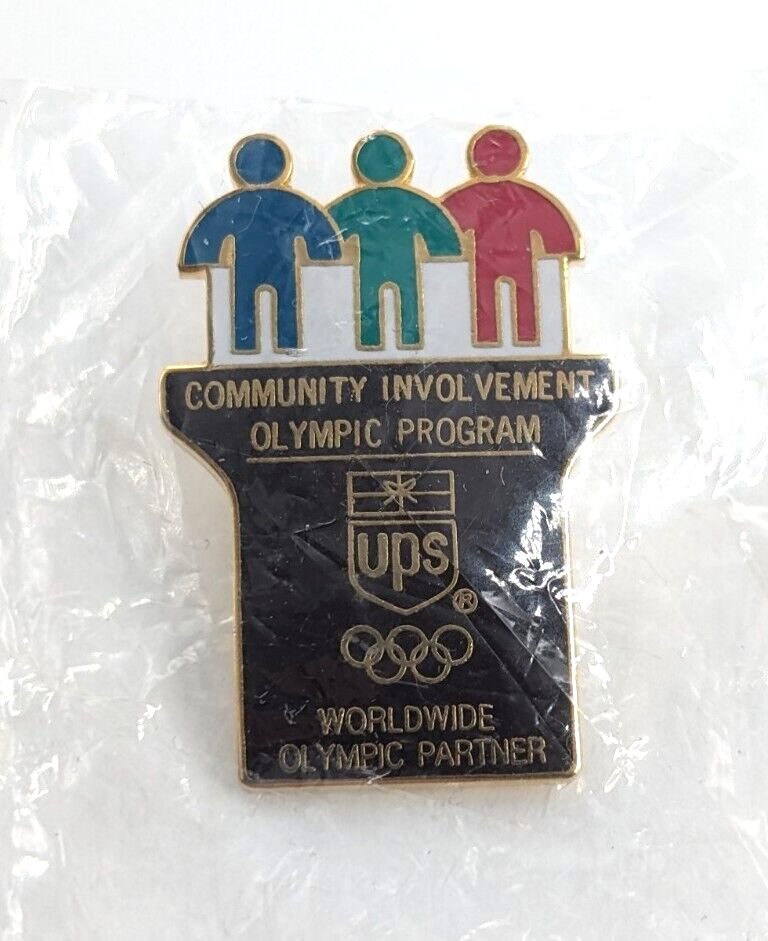 COMMUNITY INVOLVEMENT
OLYMPIC PROGRAM
ups
®
WORLDWIDE
OLYMPIC PARTNER